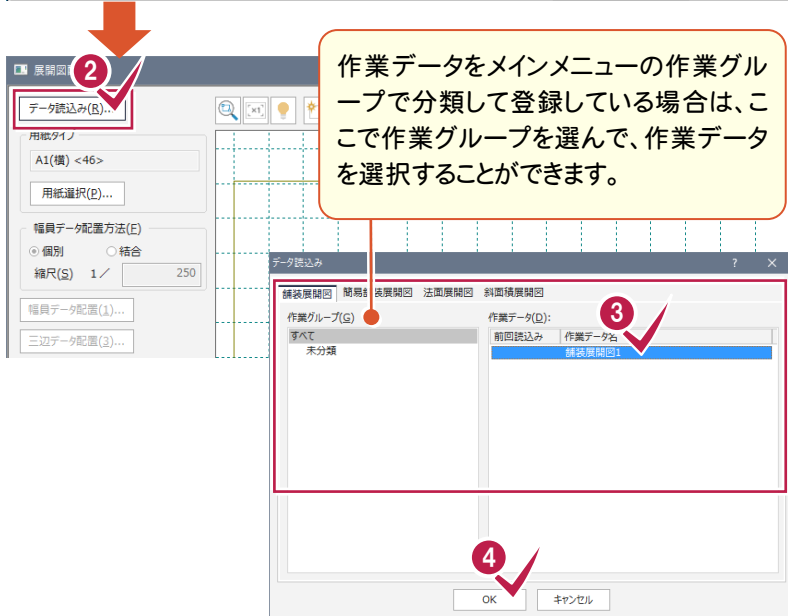 作業データをメインメニューの作業グル
ープで分類して登録している場合は、こ
こで作業グループを選んで、作業データ
を選択することができます。
展開図
2
データ読込み(R)...
用紙タイプ
A1(横) <46>
用紙選択(P)...
幅員データ配置方法(F)
個別 結合
縮尺(S) 1/ 250
幅員データ配置(1)...
三辺データ配置(3)...
データ読込み ? ×
舗装展開図 簡易舗装展開図 法面展開図 斜面積展開図
作業グループ(G) 作業データ(D):
3
すべて 前回読込み 作業データ名
未分類 舗装展開図1
4
OK キャンセル